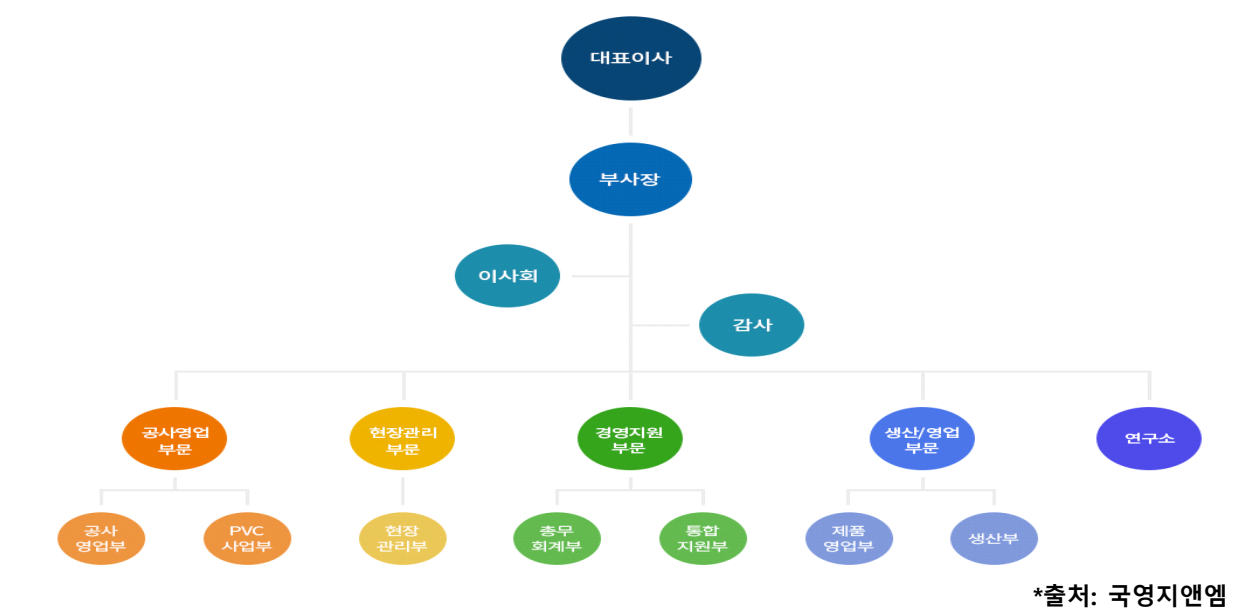 대표이사
부사장
이사회
감사
공사영업
부문
현장관리
부문
경영지원
부문
생산/영업
부문
연구소
공사
영업부
PVC
사업부
현장
관리부
총무
회계부
통합
지원부
제품
영업부
생산부
*출처: 국영지앤엠